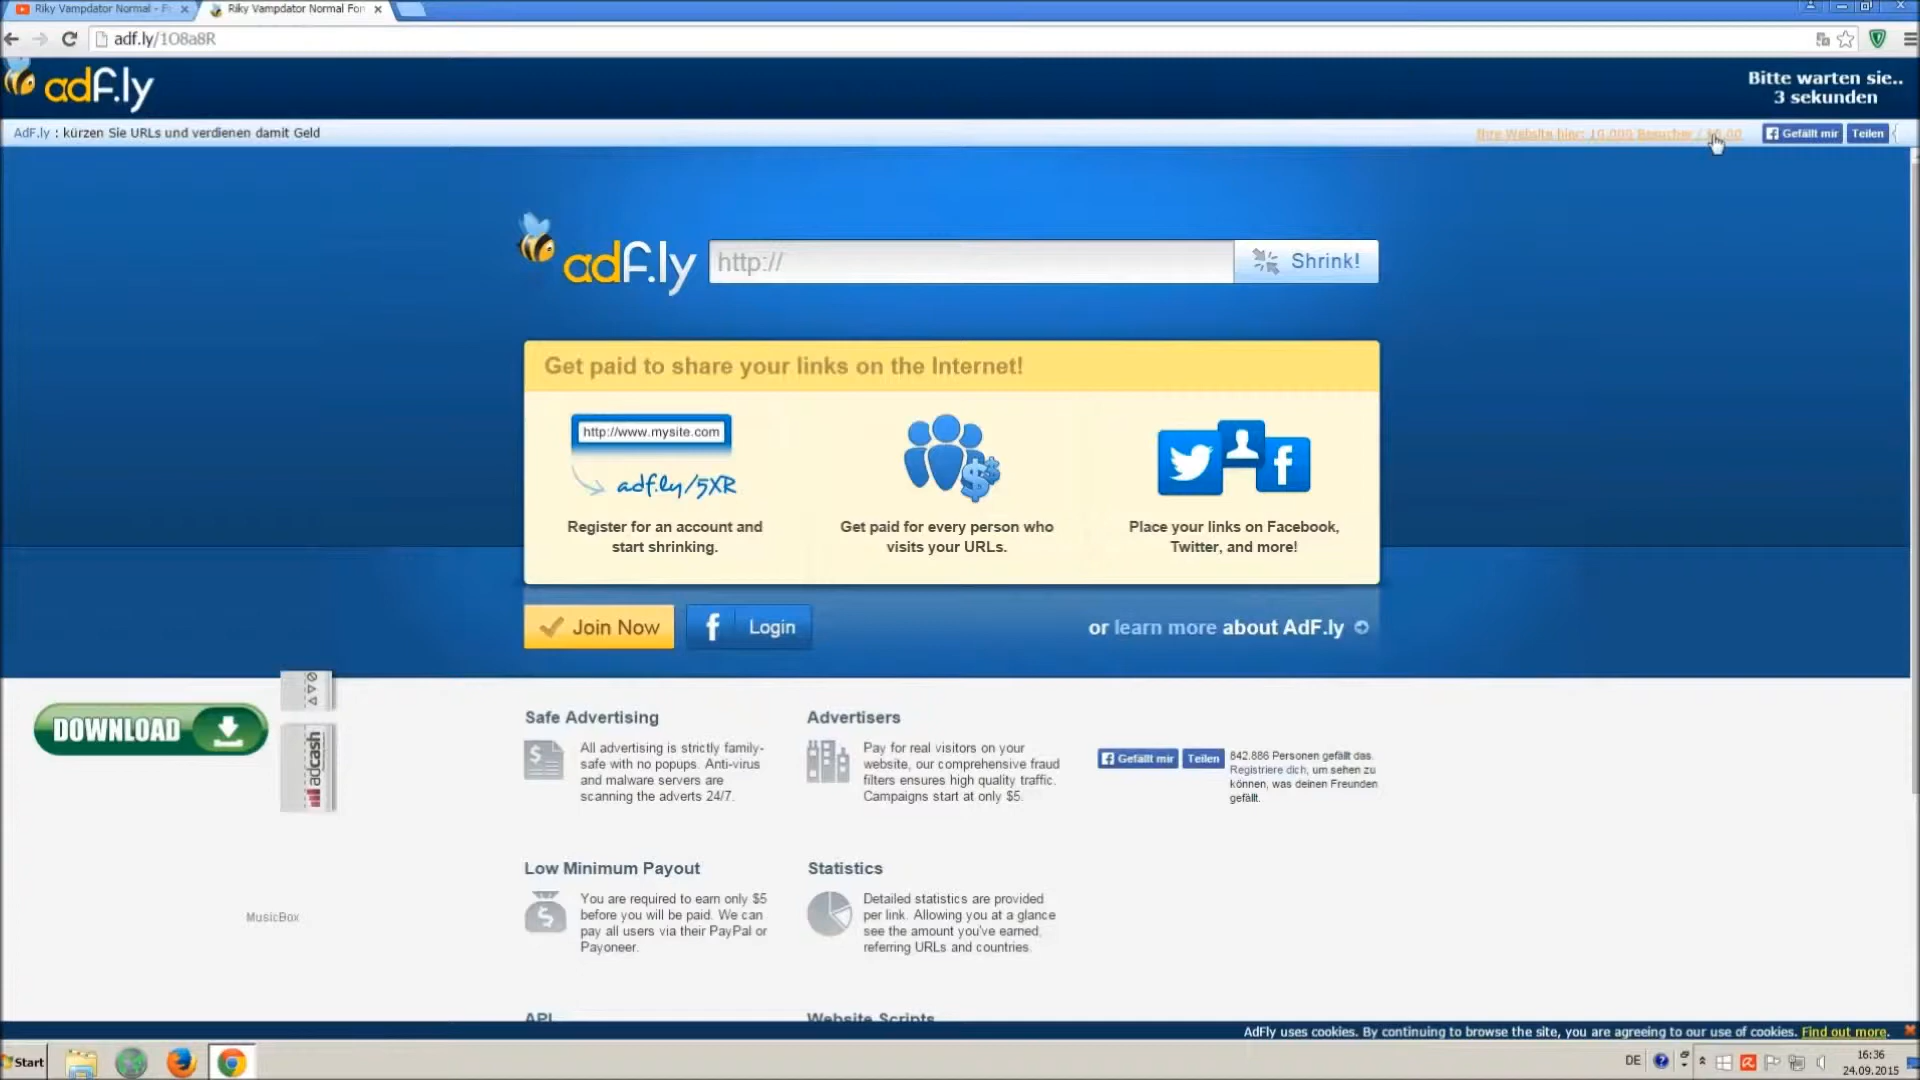 Riky Vampdator Normal - F
Riky Vampdator Normal Fon
adf.ly/1O8a8R
adf.ly
Bitte warten sie..
3 sekunden
AdF.ly : kürzen Sie URLs und verdienen damit Geld
Ihre Website hier: 10.000 Besucher /
Gefällt mir
Teilen
adf.ly
http://
Shrink!
Get paid to share your links on the Internet!
http://www.mysite.com
adf.ly/5XR
Register for an account and
start shrinking.
Get paid for every person who
visits your URLs.
Place your links on Facebook,
Twitter, and more!
Join Now
Login
or learn more about AdF.ly
DOWNLOAD
adcash
MusicBox
Safe Advertising
All advertising is strictly family-
safe with no popups. Anti-virus
and malware servers are
scanning the adverts 24/7.
Advertisers
Pay for real visitors on your
website, our comprehensive fraud
filters ensures high quality traffic.
Campaigns start at only $5.
Gefällt mir
Teilen
842.886 Personen gefällt das.
Registriere dich, um sehen zu
können, was deinen Freunden
gefällt.
Low Minimum Payout
You are required to earn only $5
before you will be paid. We can
pay all users via their PayPal or
Payoneer.
Statistics
Detailed statistics are provided
per link. Allowing you at a glance
see the amount you've earned,
referring URLs and countries.
API
Website Scripts
AdFly uses cookies. By continuing to browse the site, you are agreeing to our use of cookies. Find out more.
Start
DE
16:36
24.09.2015